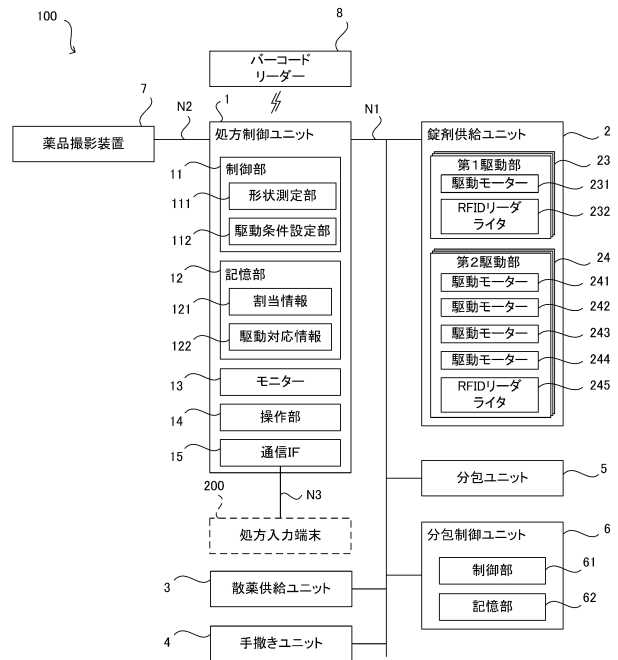 100
8
バーコード
リーダー
7
薬品撮影装置
N2
1
N1
処方制御ユニット
11
制御部
111
形状測定部
112
駆動条件設定部
12
記憶部
121
割当情報
122
駆動対応情報
13
モニター
14
操作部
15
通信IF
200
N3
処方入力端末
3
散薬供給ユニット
4
手撒きユニット
錠剤供給ユニット
2
第1駆動部
23
駆動モーター
231
RFIDリーダ
ライタ
232
第2駆動部
24
駆動モーター
241
駆動モーター
242
駆動モーター
243
駆動モーター
244
RFIDリーダ
ライタ
245
分包ユニット
5
分包制御ユニット
6
制御部
61
記憶部
62